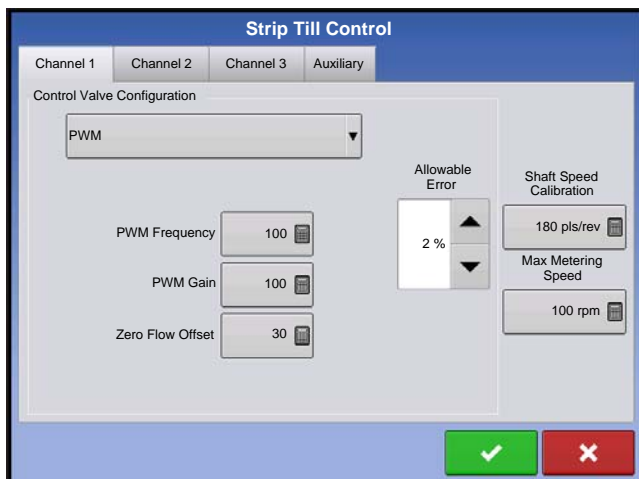 Strip Till Control
Channel 1
Channel 2
Channel 3
Auxiliary
Control Valve Configuration
PWM
PWM Frequency
100
PWM Gain
100
Zero Flow Offset
30
Allowable
Error
2 %
Shaft Speed
Calibration
180 pls/rev
Max Metering
Speed
100 rpm